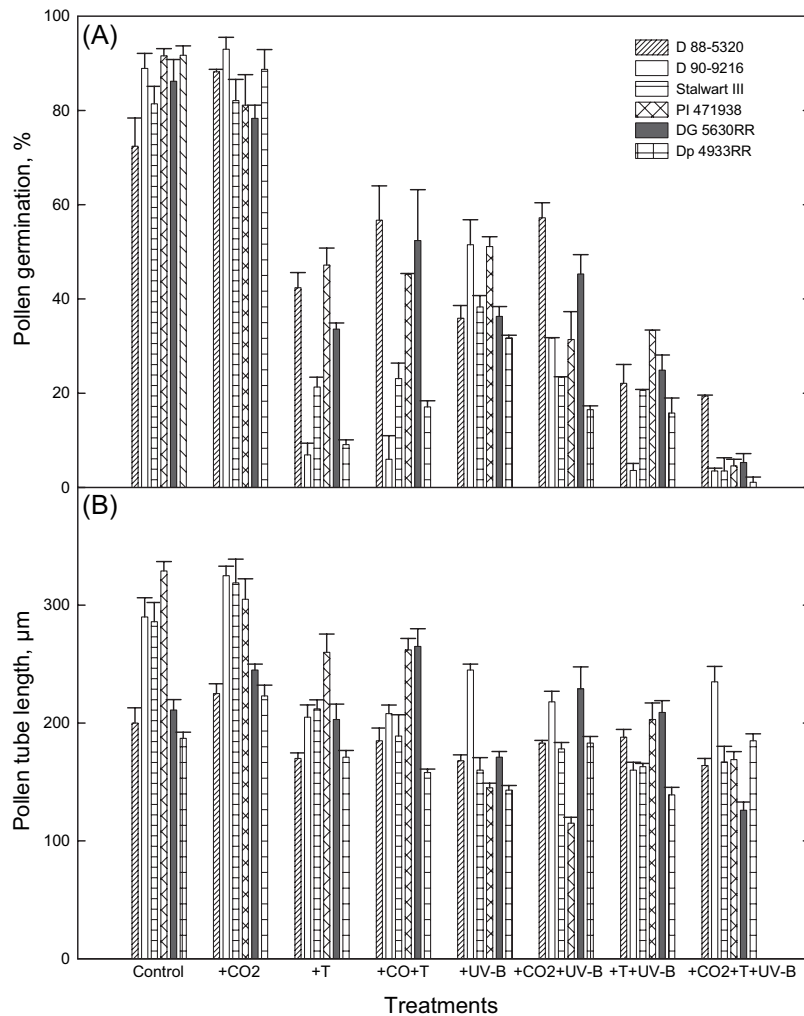 (A)
100
80
60
40
20
0
Pollen germination, %
D 88-5320
D 90-9216
Stalwart III
PI 471938
DG 5630RR
Dp 4933RR
(B)
300
200
100
0
Pollen tube length, µm
Control +CO2 +T +CO+T +UV-B +CO2+UV-B +T+UV-B +CO2+T+UV-B
Treatments